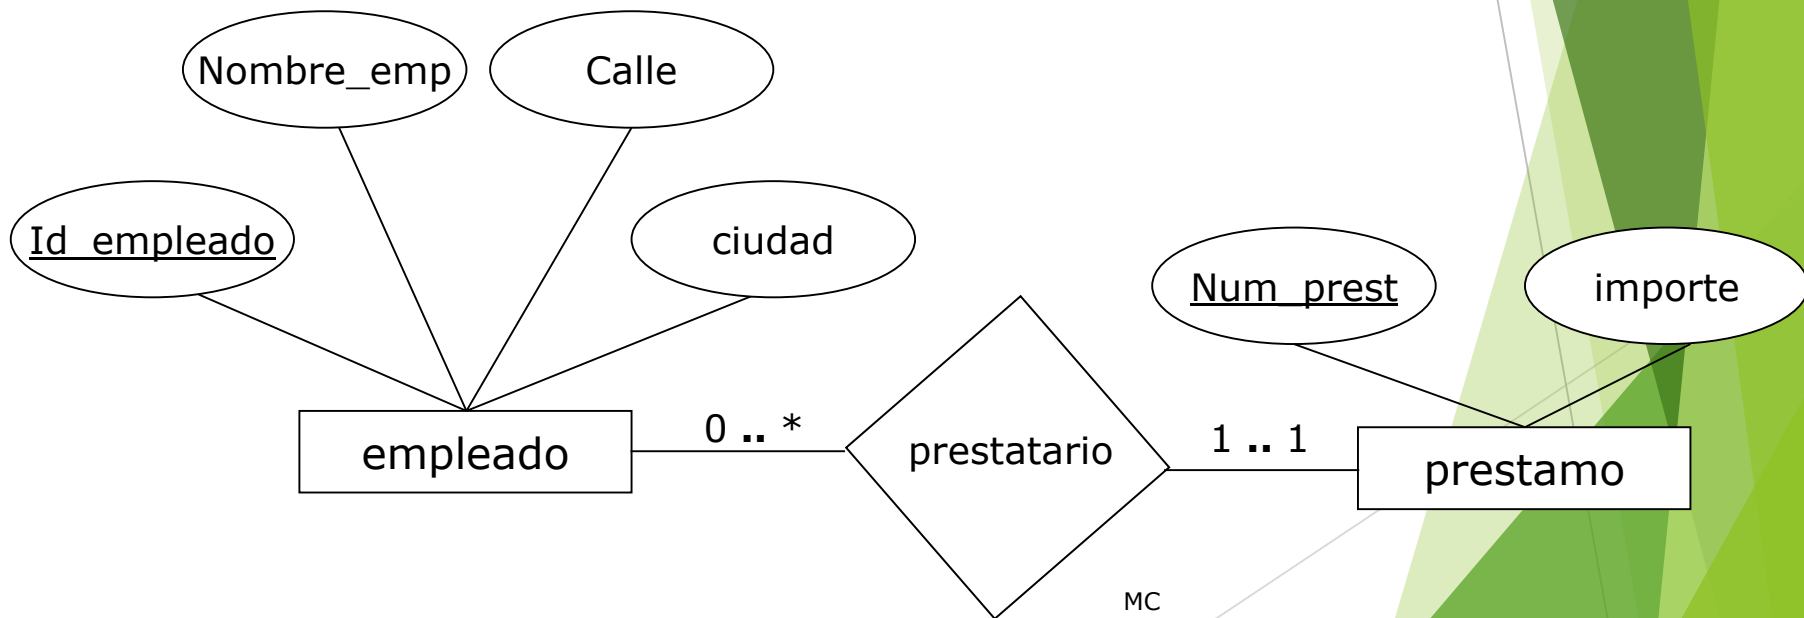 Nombre_emp
Calle
Id_empleado
ciudad
Num_prest
importe
empleado
0 .. *
prestatario
1 .. 1
prestamo
MC